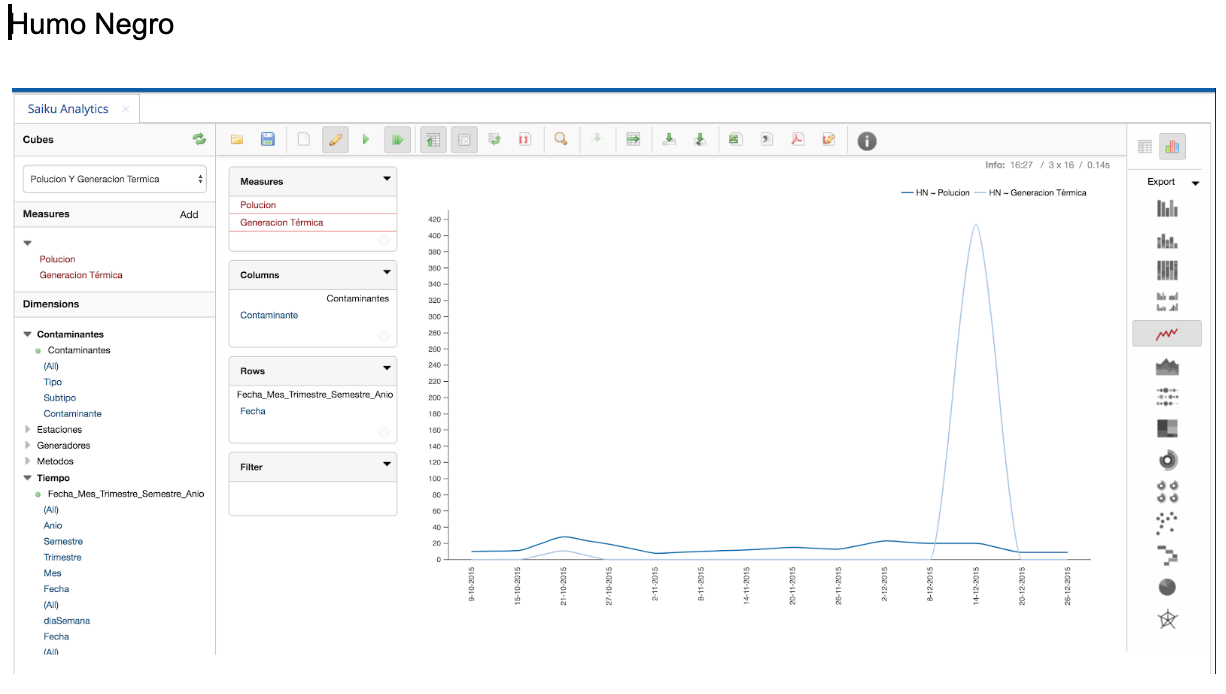 Humo Negro
Saiku Analytics ×
Cubes
Polucion Y Generacion Termica
Measures Add
Polucion
Generacion Térmica
Dimensions
Contaminantes
Contaminantes
(All)
Tipo
Subtipo
Contaminante
Estaciones
Generadores
Metodos
Tiempo
Fecha_Mes_Trimestre_Semestre_Anio
(All)
Anio
Semestre
Trimestre
Mes
Fecha
(All)
diaSemana
Fecha
(All)
Measures
Polucion
Generacion Térmica
Columns
Contaminantes
Contaminante
Rows
Fecha_Mes_Trimestre_Semestre_Anio
Fecha
Filter
Info: 16:27 / 3 x 16 / 0.14s
HN ~ Polucion HN ~ Generacion Térmica
420
400
380
360
340
320
300
280
260
240
220
200
180
160
140
120
100
80
60
40
20
0
9-10-2015
15-10-2015
21-10-2015
27-10-2015
2-11-2015
8-11-2015
14-11-2015
20-11-2015
26-11-2015
2-12-2015
8-12-2015
14-12-2015
20-12-2015
26-12-2015
Export